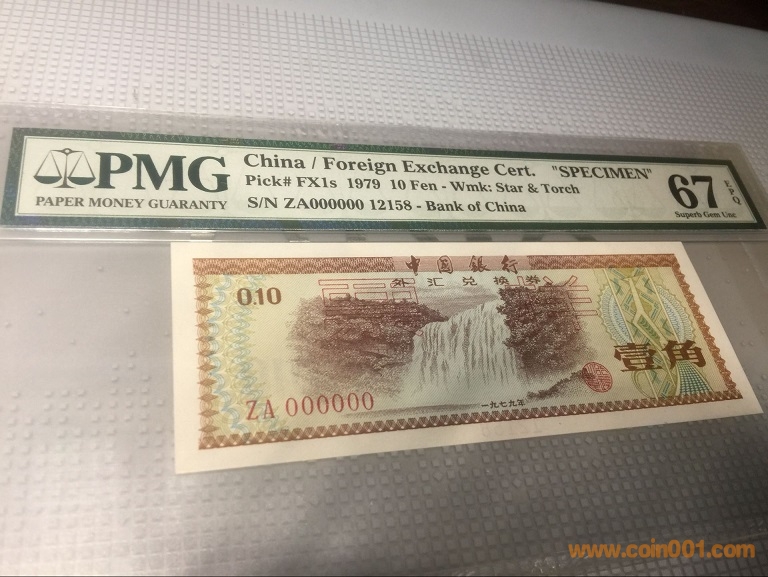 PMG
PAPER MONEY GUARANTY
China / Foreign Exchange Cert. "SPECIMEN"
Pick# FX1s 1979 10 Fen - Wmk: Star & Torch
S/N ZA000000 12158 - Bank of China
67 EPQ
Superb Gem Unc
中国银行
外汇兑换券
0.10
壹角
ZA 000000
一九七九年
www.coin001.com